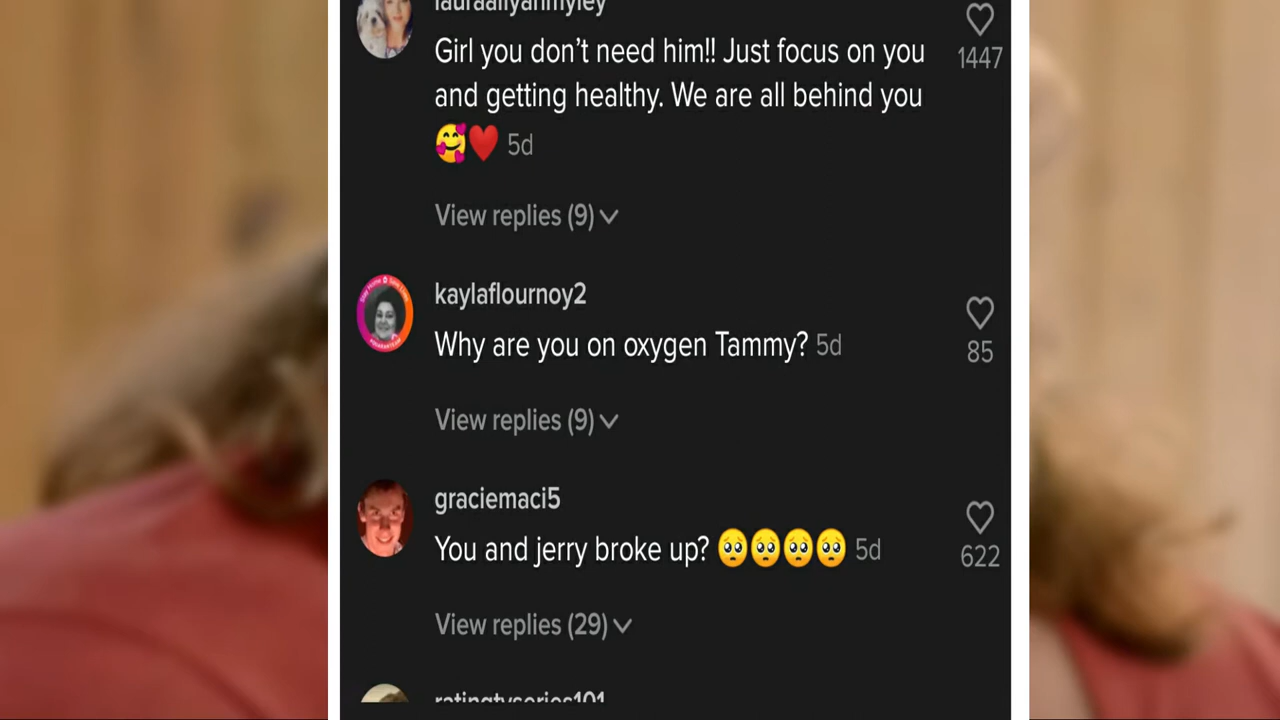 Girl you don’t need him!! Just focus on you
and getting healthy. We are all behind you
🥰❤️ 5d
1447
View replies (9)
kaylaflournoy2
Why are you on oxygen Tammy? 5d
85
View replies (9)
graciemaci5
You and jerry broke up? 🥺🥺🥺🥺 5d
622
View replies (29)
ratingtvseries101